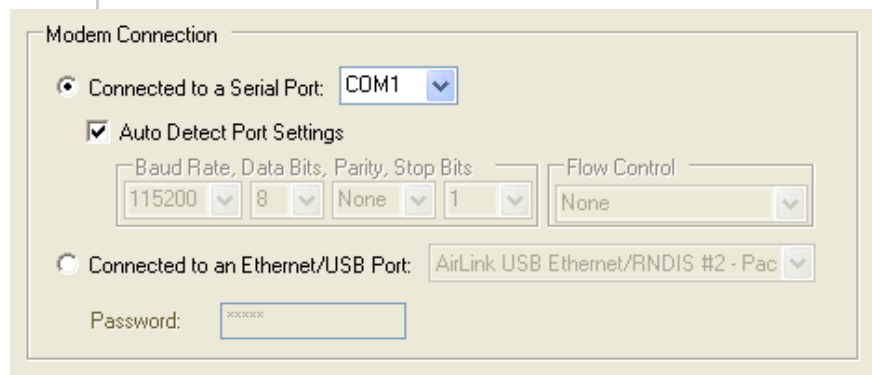 Modem Connection
Connected to a Serial Port: COM1
Auto Detect Port Settings
Baud Rate, Data Bits, Parity, Stop Bits Flow Control
115200 8 None 1 None
Connected to an Ethernet/USB Port: AirLink USB Ethernet/RNDIS #2 - Pac
Password: xxxxx